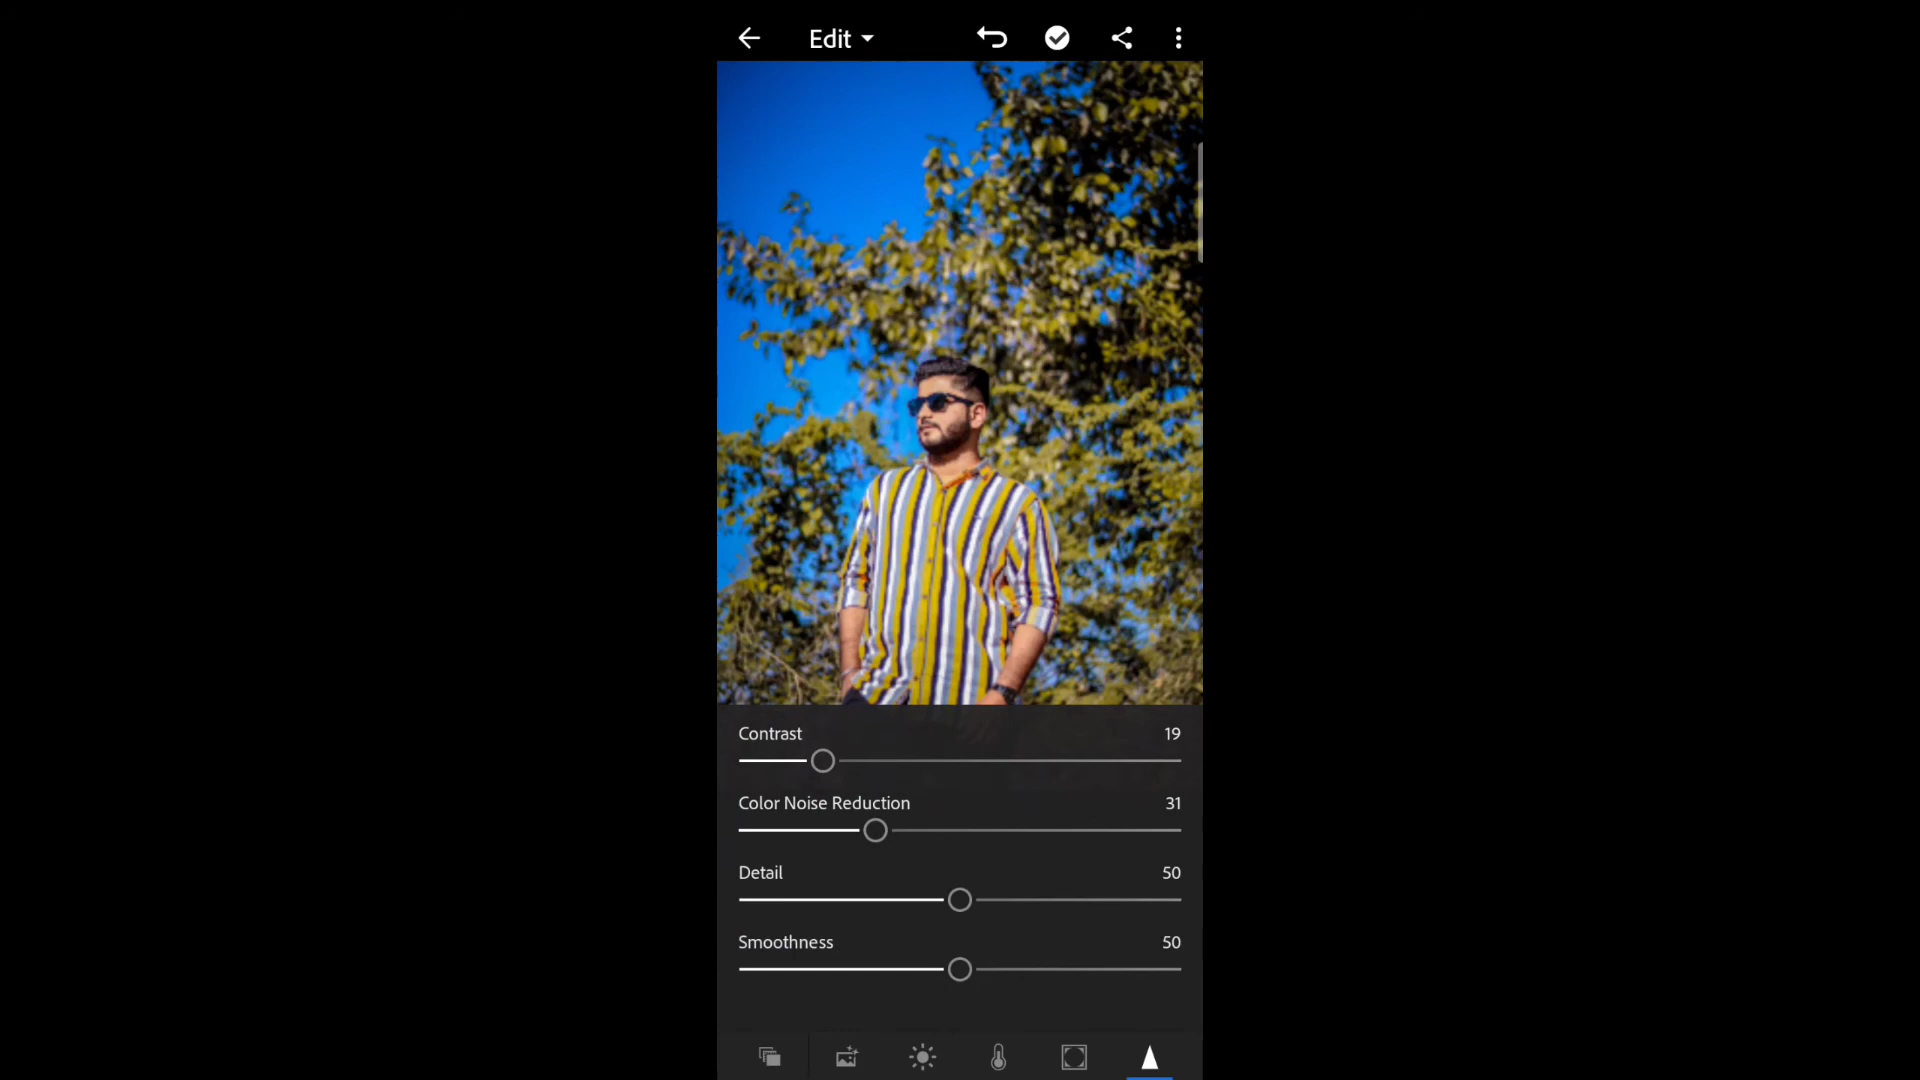 Edit
Contrast 19
Color Noise Reduction 31
Detail 50
Smoothness 50